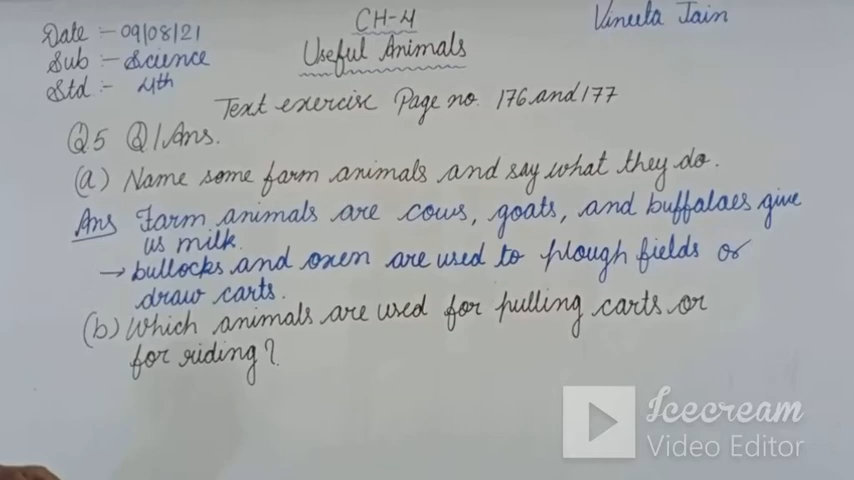 Date :- 09/08/21
CH-4
Vineeta Jain
Sub :- Science
Useful Animals
Std :- 4th
Text exercise Page no. 176 and 177
Q5 Q1 Ans.
(a) Name some farm animals and say what they do.
Ans Farm animals are cows, goats, and buffalaes give
us milk.
→ bullocks and oxen are used to plough fields or
draw carts.
(b) Which animals are used for pulling carts or
for riding?
Icecream
Video Editor